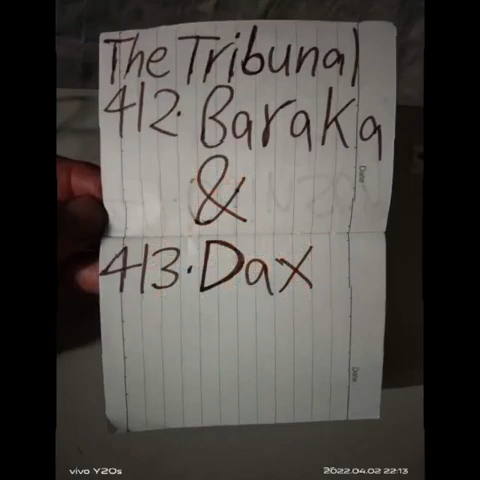 The Tribunal
412. Baraka
&
413. Dax
Date
Date
vivo Y20s
2022.04.02 22:13